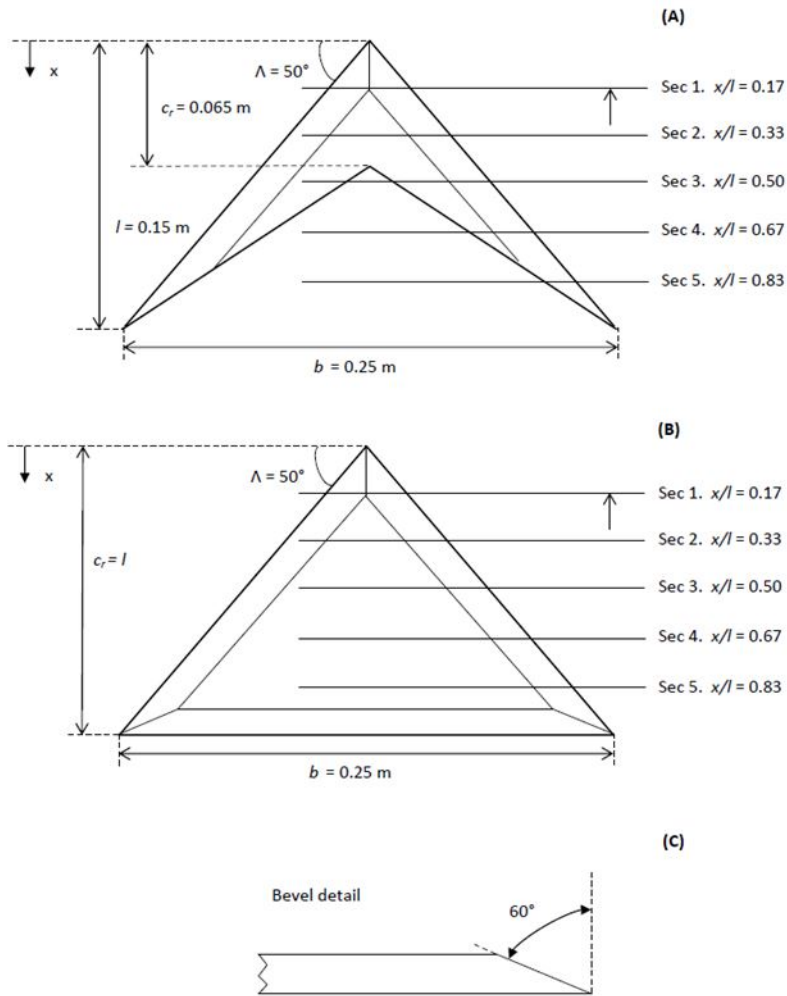 (A)
x
Λ = 50°
cᵣ = 0.065 m
l = 0.15 m
Sec 1. x/l = 0.17
Sec 2. x/l = 0.33
Sec 3. x/l = 0.50
Sec 4. x/l = 0.67
Sec 5. x/l = 0.83
b = 0.25 m
(B)
x
Λ = 50°
cᵣ = l
Sec 1. x/l = 0.17
Sec 2. x/l = 0.33
Sec 3. x/l = 0.50
Sec 4. x/l = 0.67
Sec 5. x/l = 0.83
b = 0.25 m
(C)
Bevel detail
60°